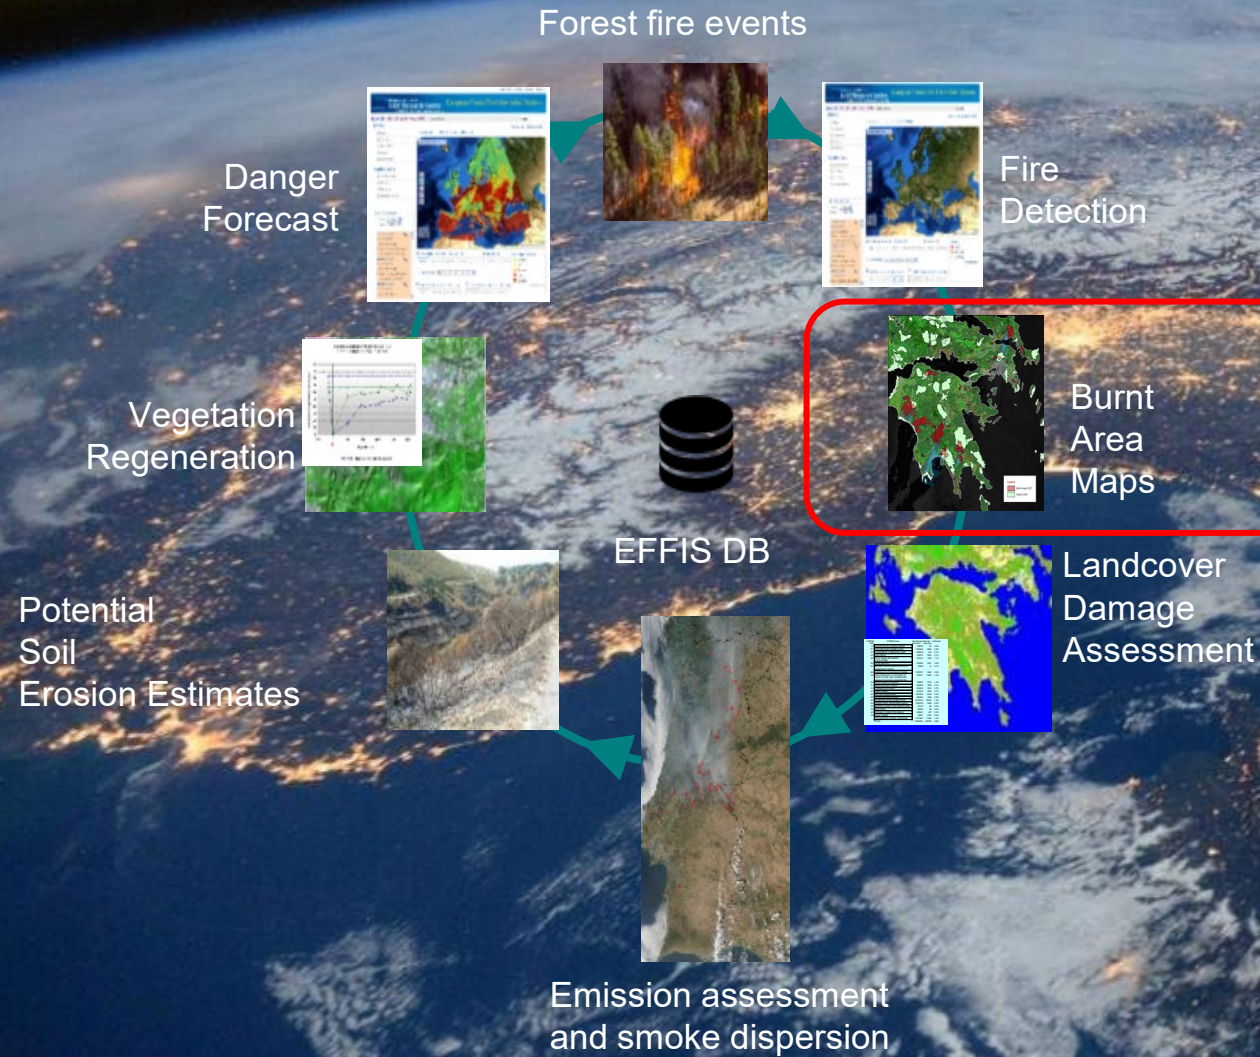 Forest fire events
Danger
Forecast
Fire
Detection
Burnt
Area
Maps
Vegetation
Regeneration
EFFIS DB
Landcover
Damage
Assessment
Potential
Soil
Erosion Estimates
Emission assessment
and smoke dispersion